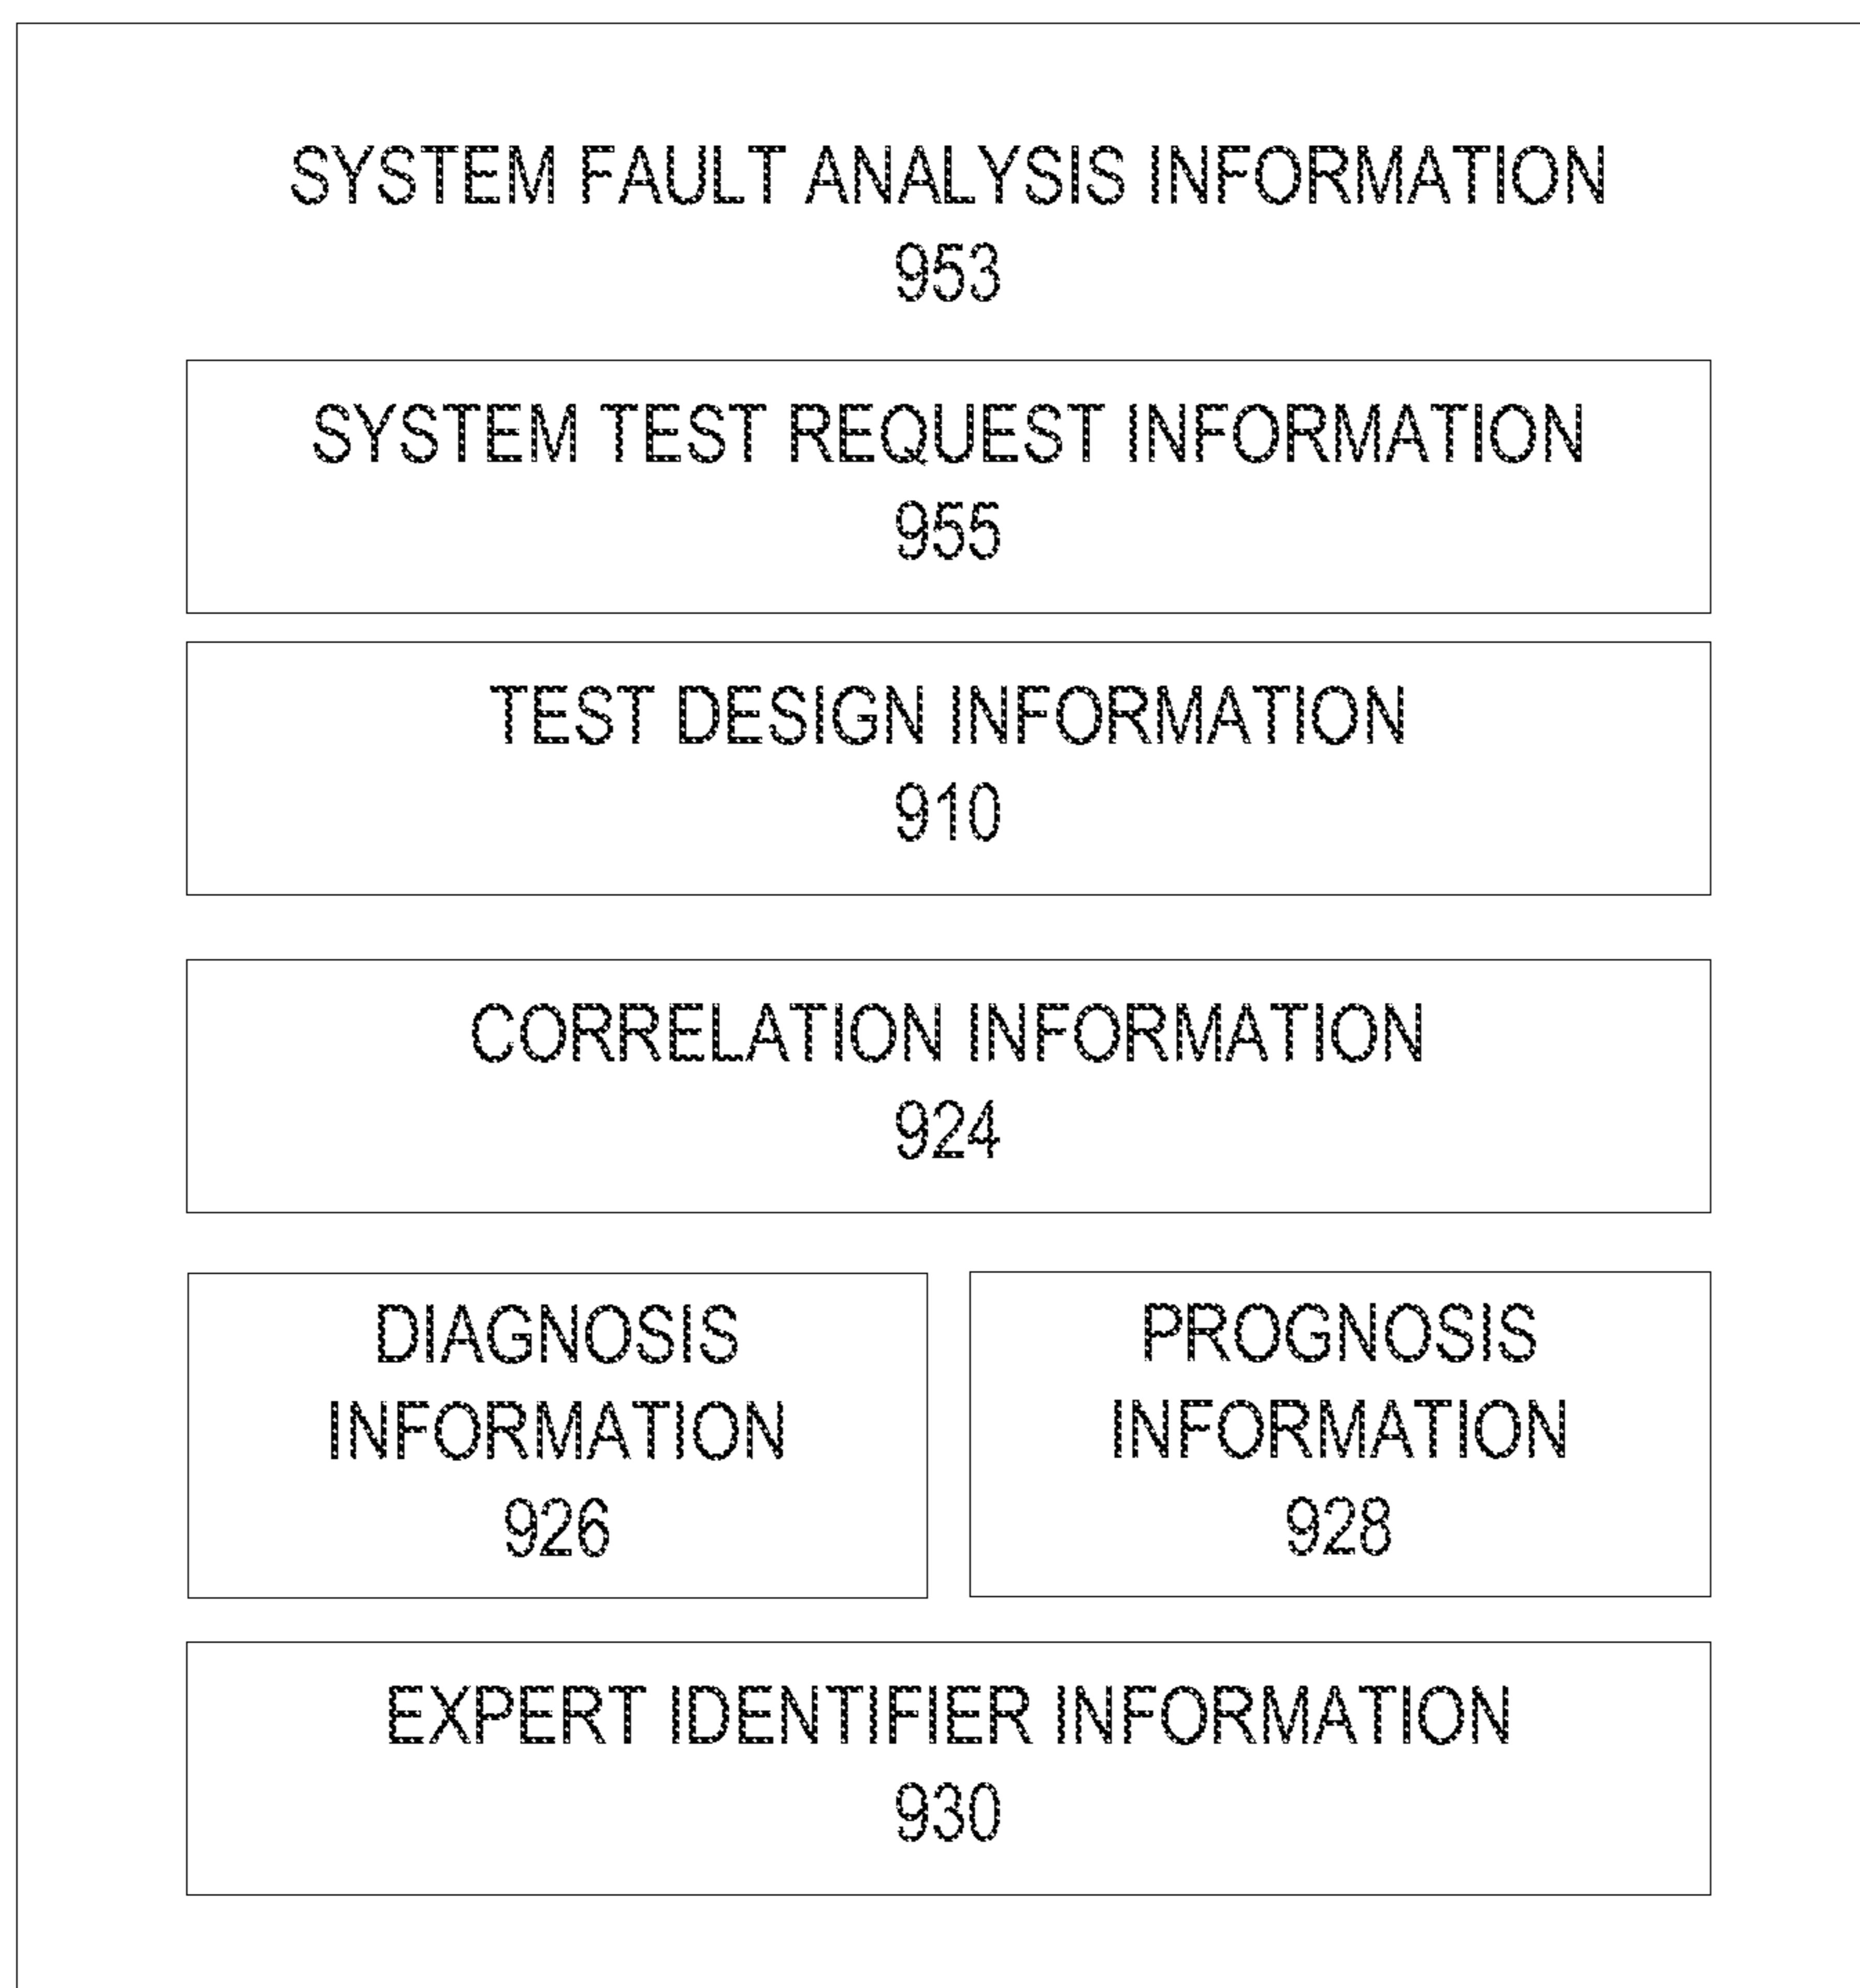 SYSTEM FAULT ANALYSIS INFORMATION
953
SYSTEM TEST REQUEST INFORMATION
955
TEST DESIGN INFORMATION
910
CORRELATION INFORMATION
924
DIAGNOSIS
INFORMATION
926
PROGNOSIS
INFORMATION
928
EXPERT IDENTIFIER INFORMATION
930